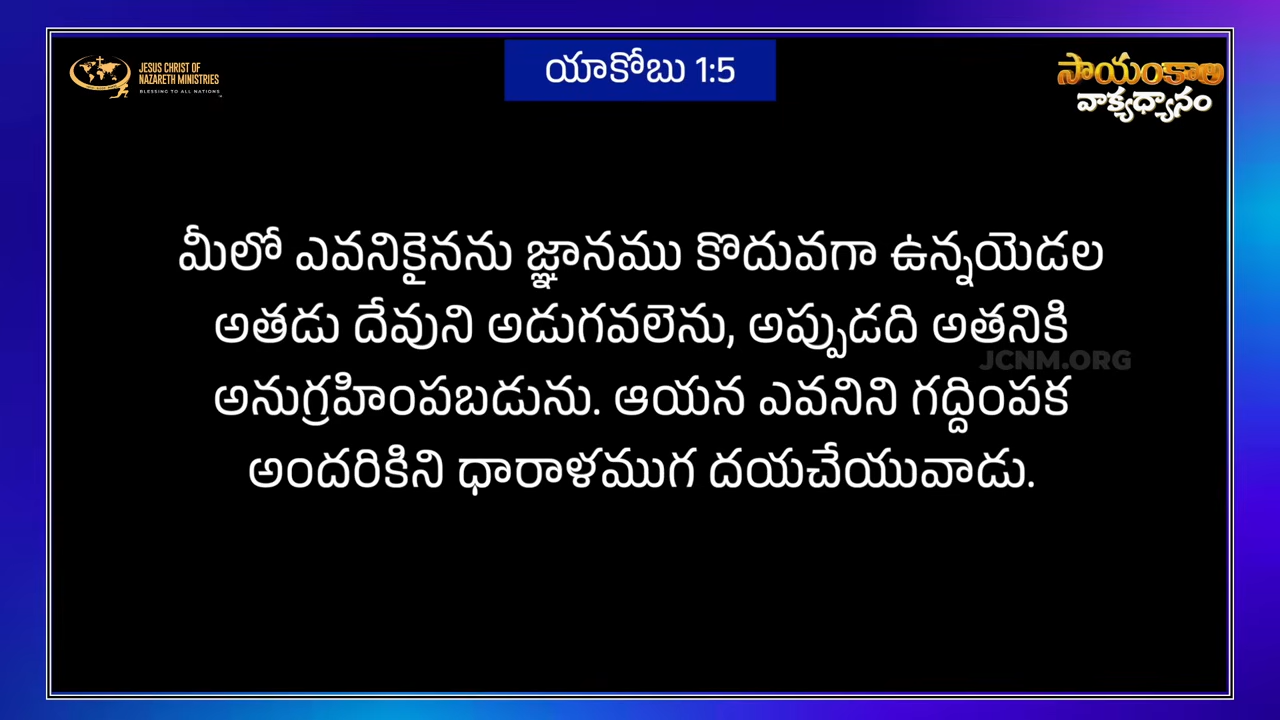 JESUS CHRIST OF
NAZARETH MINISTRIES
BLESSING TO ALL NATIONS
యాకోబు 1:5
సాయంకాల
వాక్యధ్యానం
మీలో ఎవనికైనను జ్ఞానము కొదువగా ఉన్నయెడల
అతడు దేవుని అడుగవలెను, అప్పుడది అతనికి
JCNM.ORG
అనుగ్రహింపబడును. ఆయన ఎవనిని గద్దింపక
అందరికిని ధారాళముగ దయచేయువాడు.